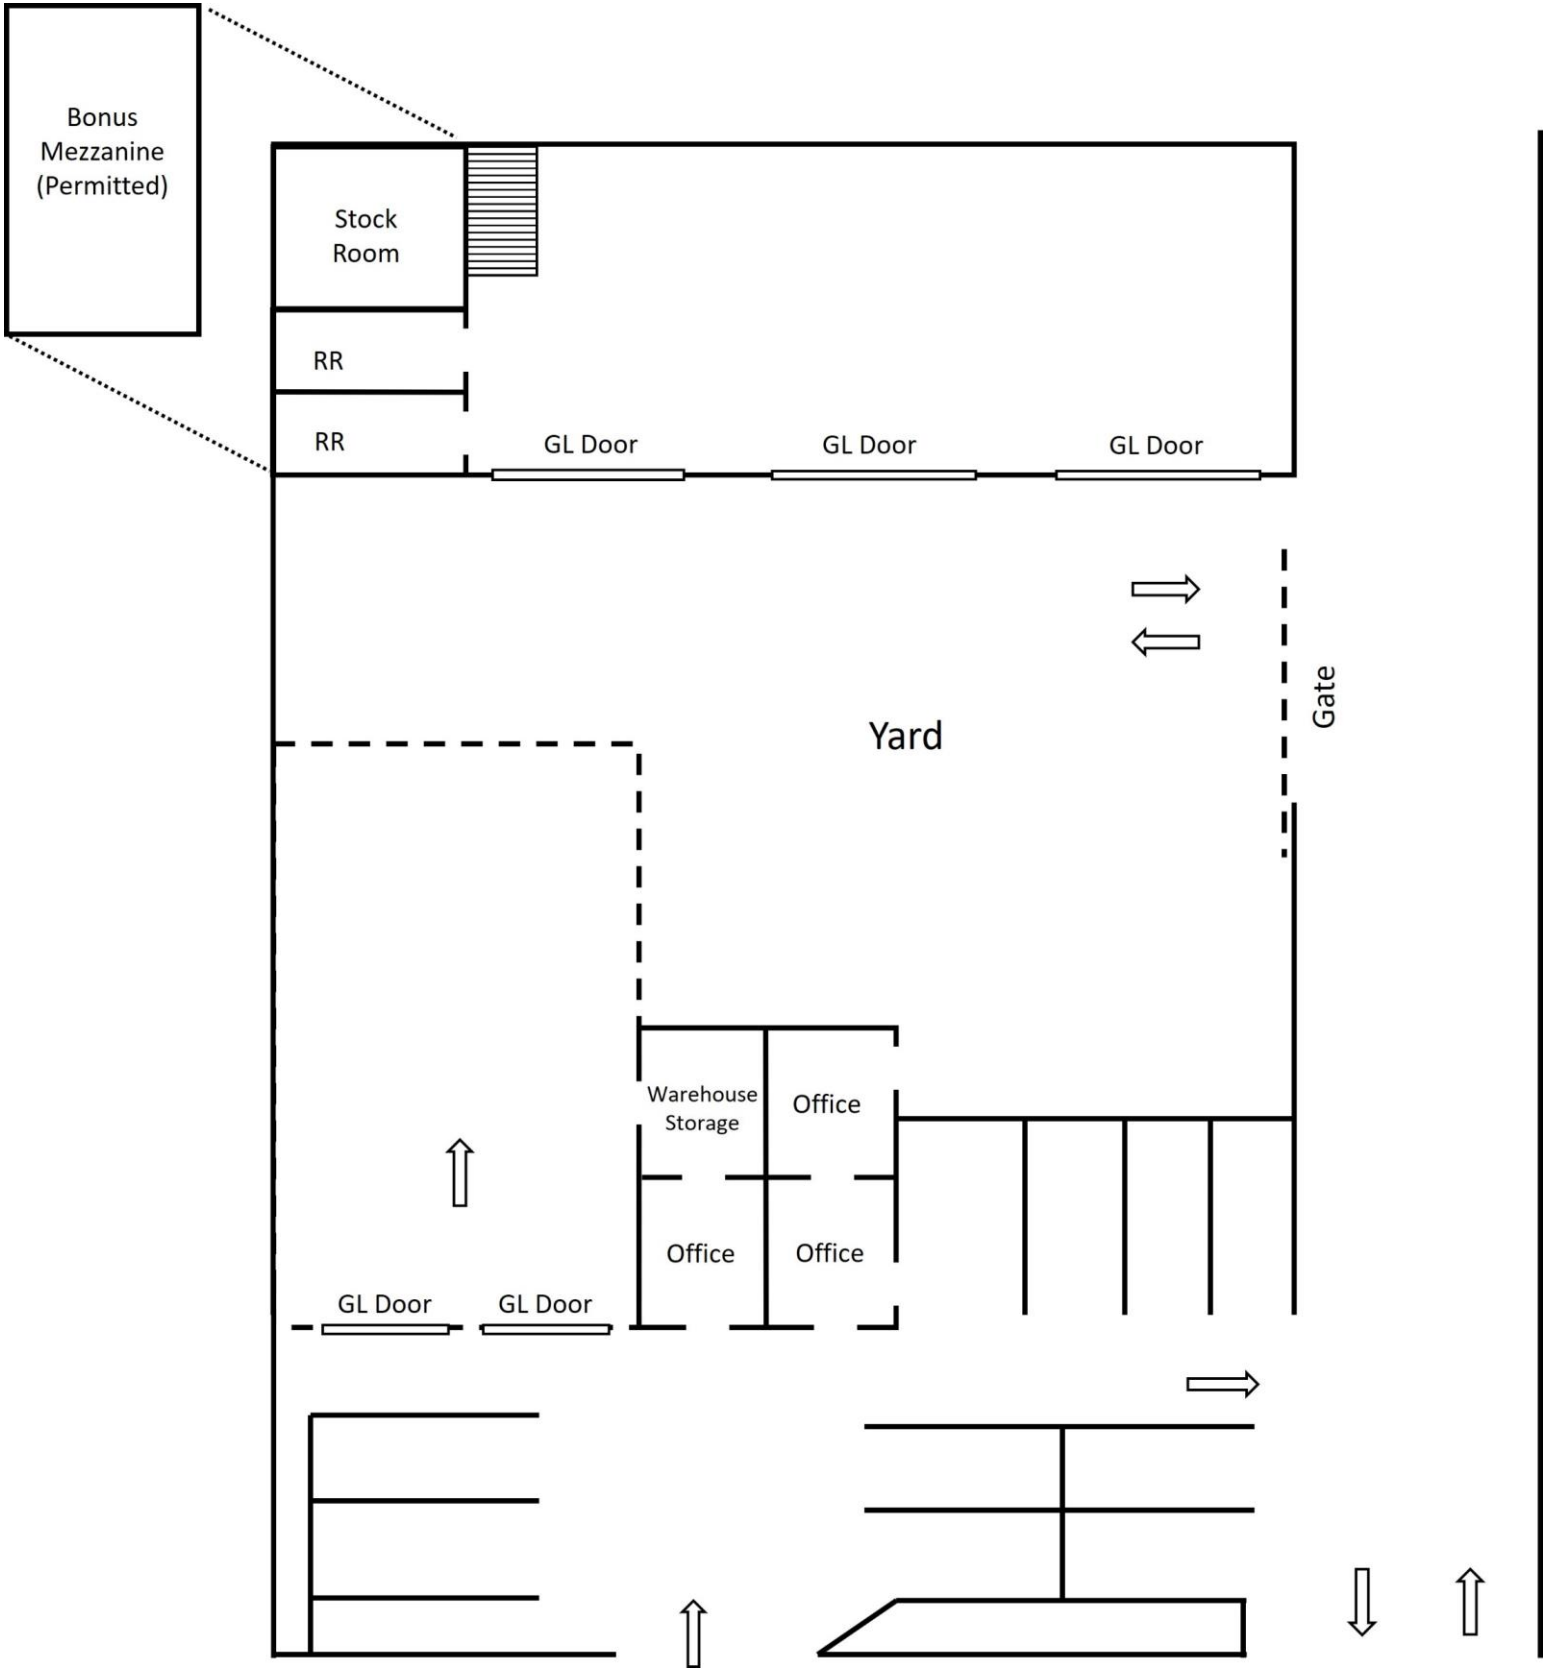 Bonus
Mezzanine
(Permitted)
Stock
Room
RR
RR
GL Door
GL Door
GL Door
Gate
Yard
Warehouse
Storage
Office
Office
Office
GL Door
GL Door